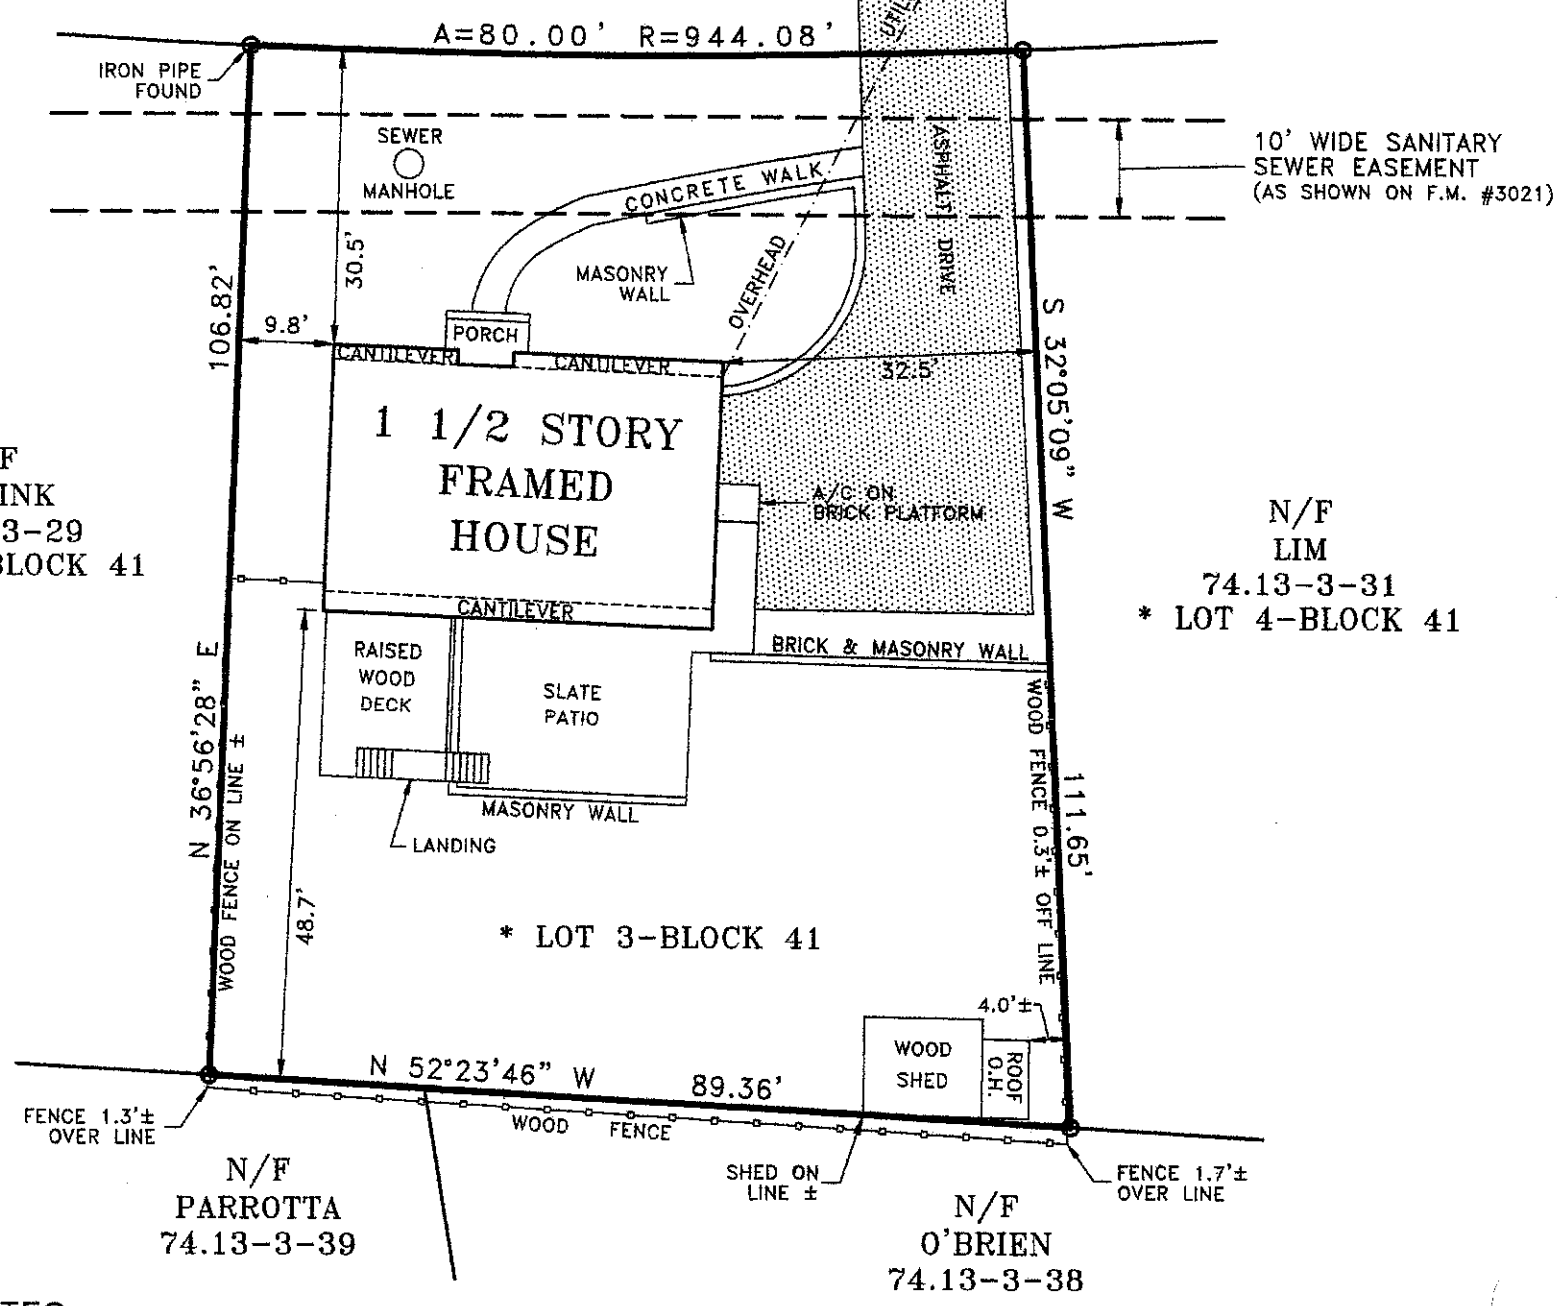 UTIL
A=80.00' R=944.08'
IRON PIPE
FOUND
SEWER
MANHOLE
CONCRETE WALK
ASPHALT DRIVE
10' WIDE SANITARY
SEWER EASEMENT
(AS SHOWN ON F.M. #3021)
MASONRY
WALL
OVERHEAD
30.5'
106.82'
9.8'
PORCH
CANTILEVER
CANTILEVER
32.5'
S 32°05'09" W
1 1/2 STORY
FRAMED
HOUSE
A/C ON
BRICK PLATFORM
F
INK
3-29
BLOCK 41
N/F
LIM
74.13-3-31
* LOT 4-BLOCK 41
CANTILEVER
RAISED
WOOD
DECK
SLATE
PATIO
BRICK & MASONRY WALL
N 36°56'28" E
WOOD FENCE ON LINE ±
WOOD FENCE 0.3'± OFF LINE
111.65'
MASONRY WALL
LANDING
48.7'
* LOT 3-BLOCK 41
4.0'±
WOOD
SHED
ROOF
O.H.
N 52°23'46" W 89.36'
FENCE 1.3'±
OVER LINE
WOOD FENCE
SHED ON
LINE ±
FENCE 1.7'±
OVER LINE
N/F
PARROTTA
74.13-3-39
N/F
O'BRIEN
74.13-3-38